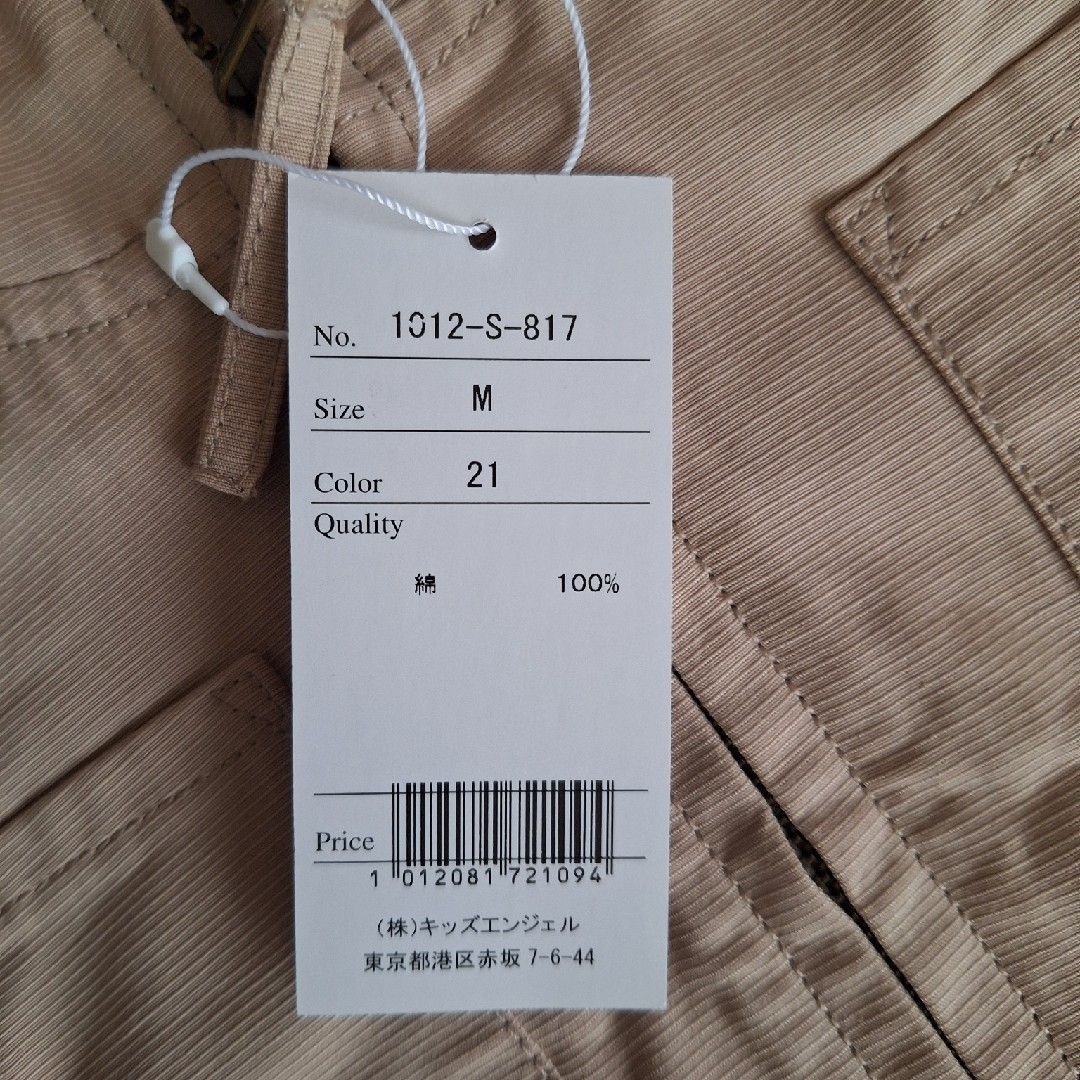 No. 1012-S-817
Size M
Color 21
Quality
綿 100%
Price
1 012081 721094
(株)キッズエンジェル
東京都港区赤坂 7-6-44